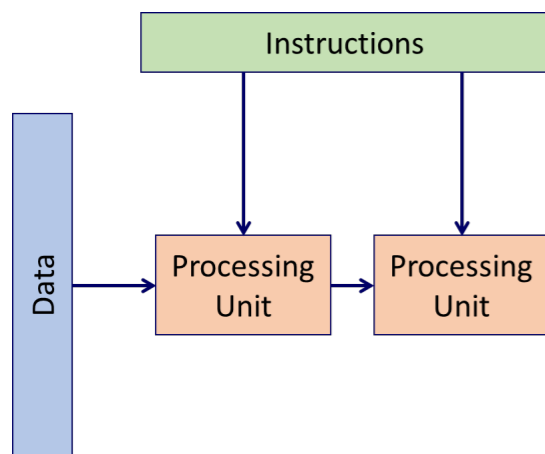 Instructions
Data
Processing
Unit
Processing
Unit